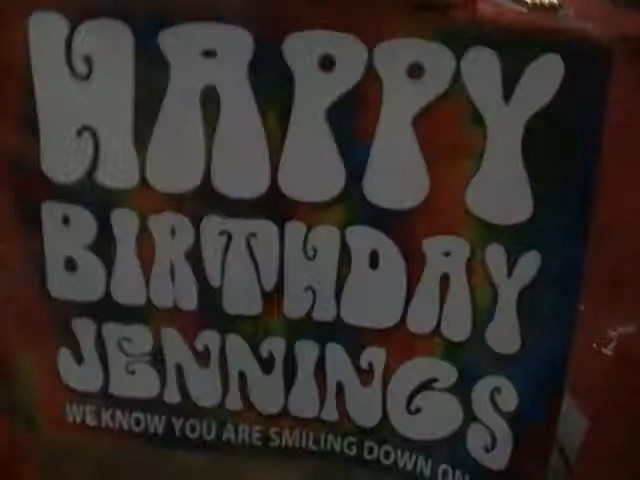 HAPPY
BIRTHDAY
JENNINGS
WE KNOW YOU ARE SMILING DOWN ON